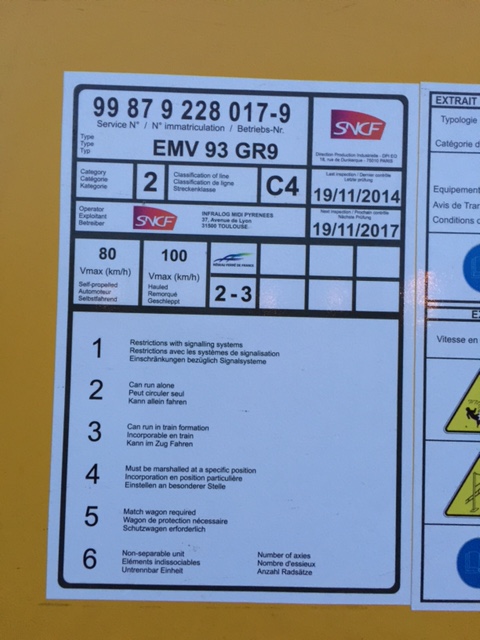 99 87 9 228 017-9
Service N° / N° immatriculation / Betriebs-Nr.
Type
Type
Typ
EMV 93 GR9
SNCF
Direction Production Industrielle - DPI-EQ
Category
Catégorie
Kategorie
2
Classification of line
Classification de ligne
Streckenklasse
C4
Last inspection / Dernier contrôle
Letzte prüfung
19/11/2014
Operator
Exploitant
Betreiber
SNCF
INFRALOG MIDI PYRENEES
37, Avenue de Lyon
31500 TOULOUSE
Next inspection / Prochain contrôle
Nächste Prüfung
19/11/2017
80
Vmax (km/h)
Self-propelled
Automoteur
Selbstfahrend
100
Vmax (km/h)
Hauled
Remorqué
Geschleppt
RÉSEAU FERRÉ DE FRANCE
2 - 3
1
Restrictions with signalling systems
Restrictions avec les systèmes de signalisation
Einschränkungen bezüglich Signalsysteme
2
Can run alone
Peut circuler seul
Kann allein fahren
3
Can run in train formation
Incorporable en train
Kann im Zug Fahren
4
Must be marshalled at a specific position
Incorporation en position particulière
Einstellen an besonderer Stelle
5
Match wagon required
Wagon de protection nécessaire
Schutzwagen erforderlich
6
Non-separable unit
Eléments indissociables
Untrennbar Einheit
Number of axies
Nombre d'essieux
Anzahl Radsätze
EXTRAIT
Typologie
Catégorie d
Equipement
Avis de Tra
Conditions d
E
Vitesse en